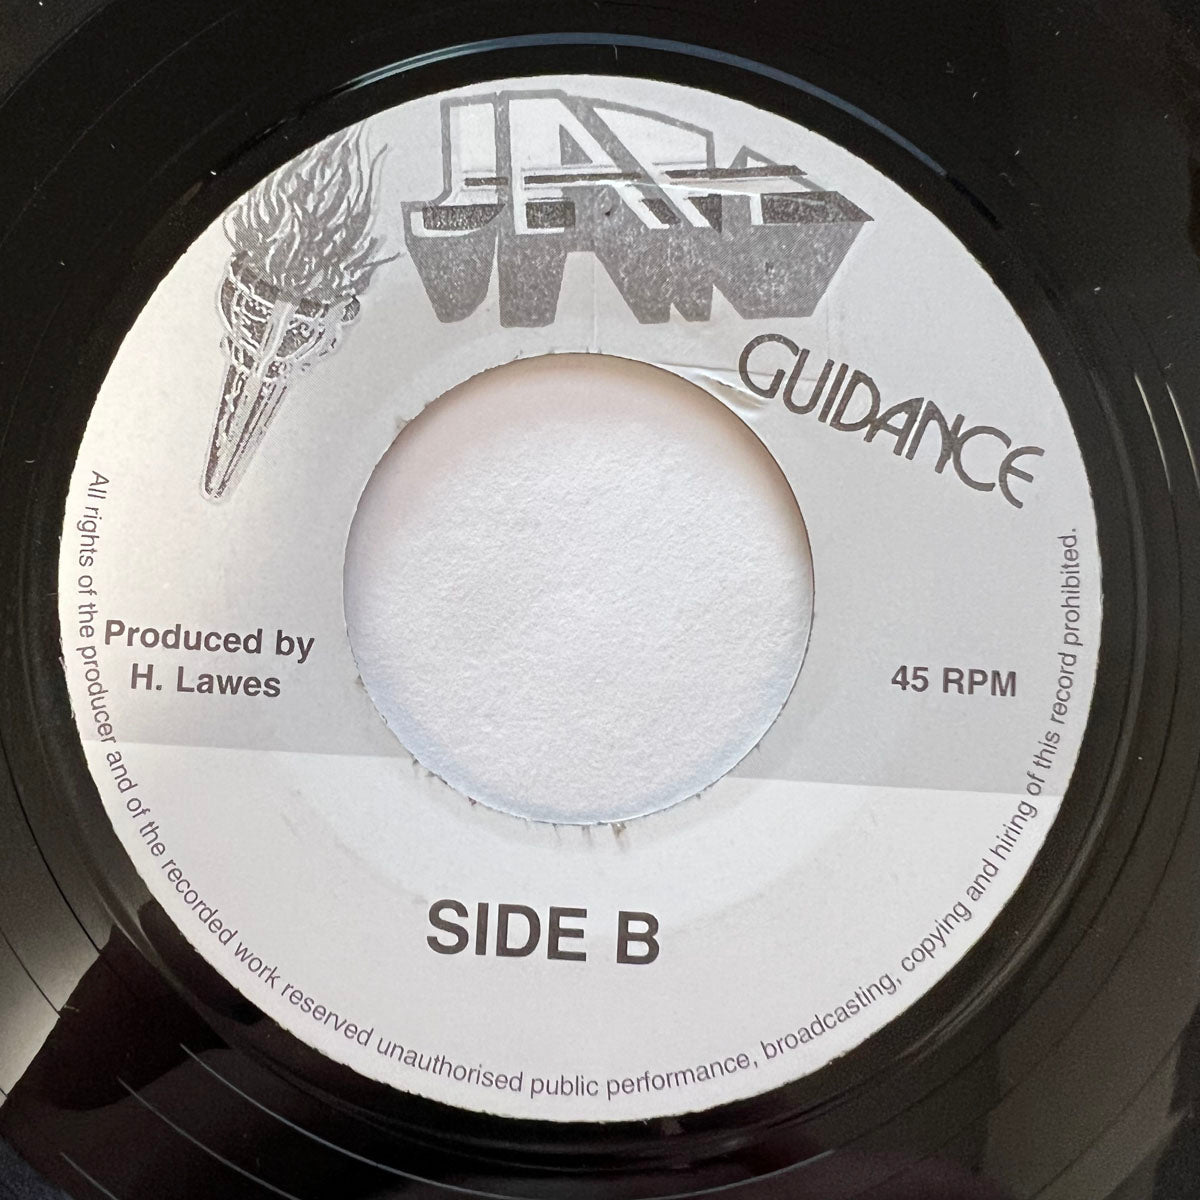 JAH
GUIDANCE
Produced by
H. Lawes
45 RPM
SIDE B
All rights of the producer and of the recorded work reserved unauthorised public performance, broadcasting, copying and hiring of this record prohibited.